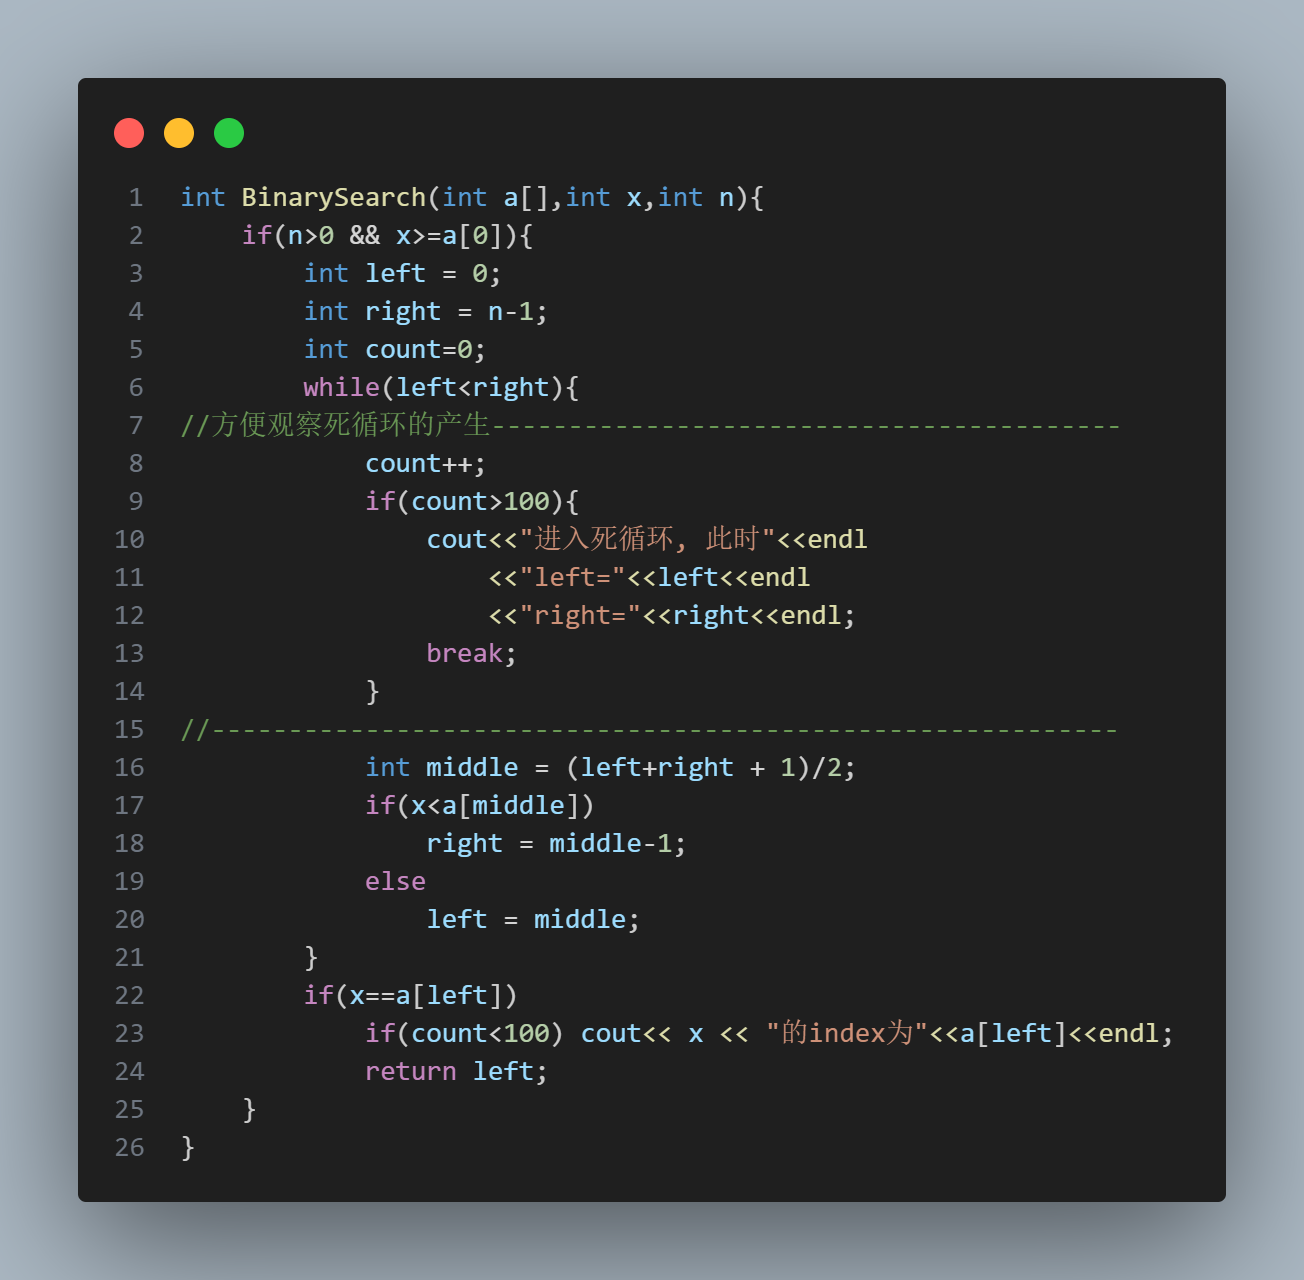 1 int BinarySearch(int a[],int x,int n){
2     if(n>0 && x>=a[0]){
3         int left = 0;
4         int right = n-1;
5         int count=0;
6         while(left<right){
7 //方便观察死循环的产生-----------------------------------------
8             count++;
9             if(count>100){
10                 cout<<"进入死循环, 此时"<<endl
11                     <<"left="<<left<<endl
12                     <<"right="<<right<<endl;
13                 break;
14             }
15 //-----------------------------------------------------------
16             int middle = (left+right + 1)/2;
17             if(x<a[middle])
18                 right = middle-1;
19             else
20                 left = middle;
21         }
22         if(x==a[left])
23             if(count<100) cout<< x << "的index为"<<a[left]<<endl;
24             return left;
25     }
26 }